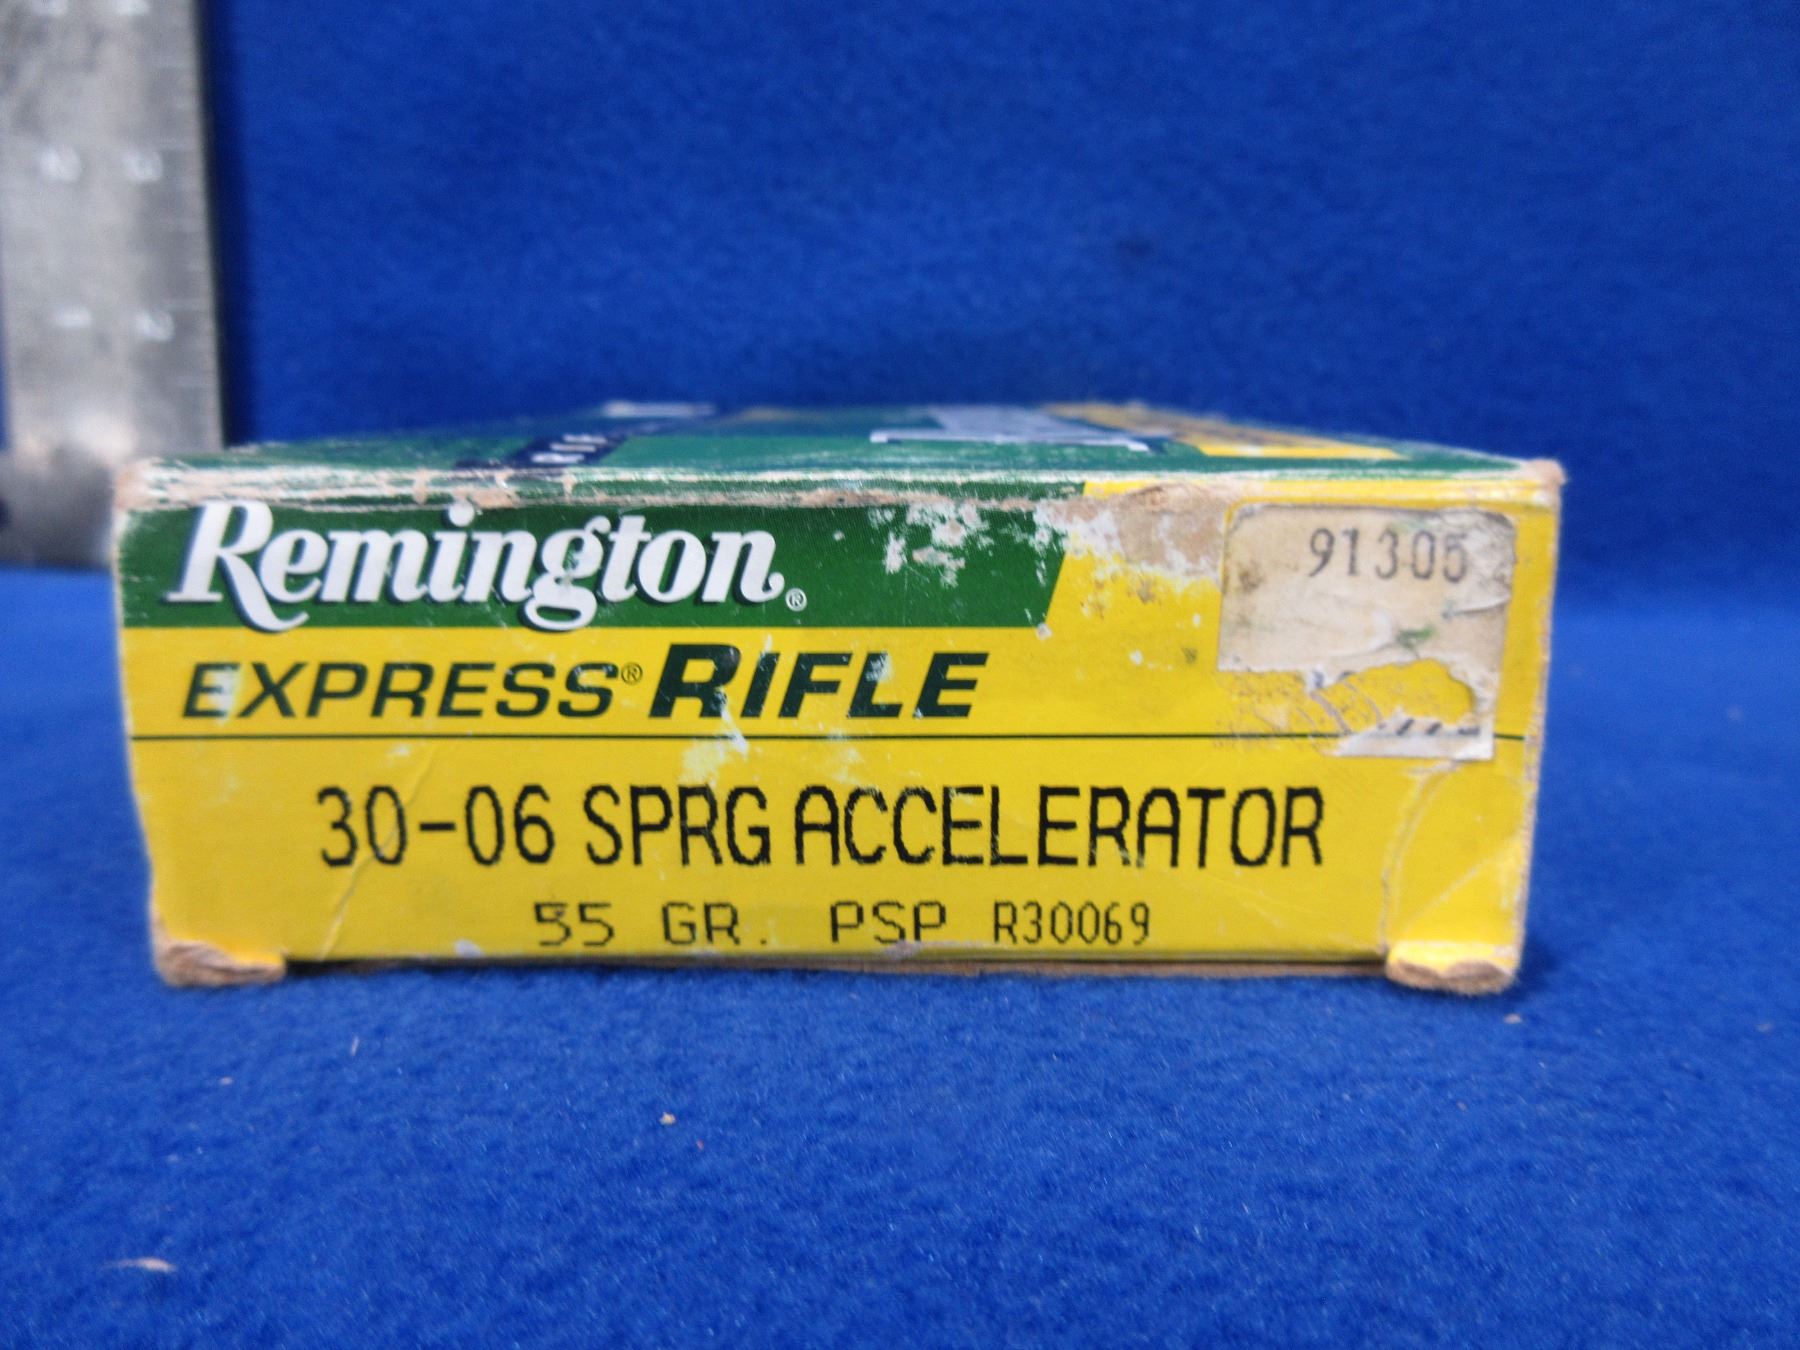 Remington®
EXPRESS® RIFLE
91305
30-06 SPRG ACCELERATOR
55 GR. PSP R30069